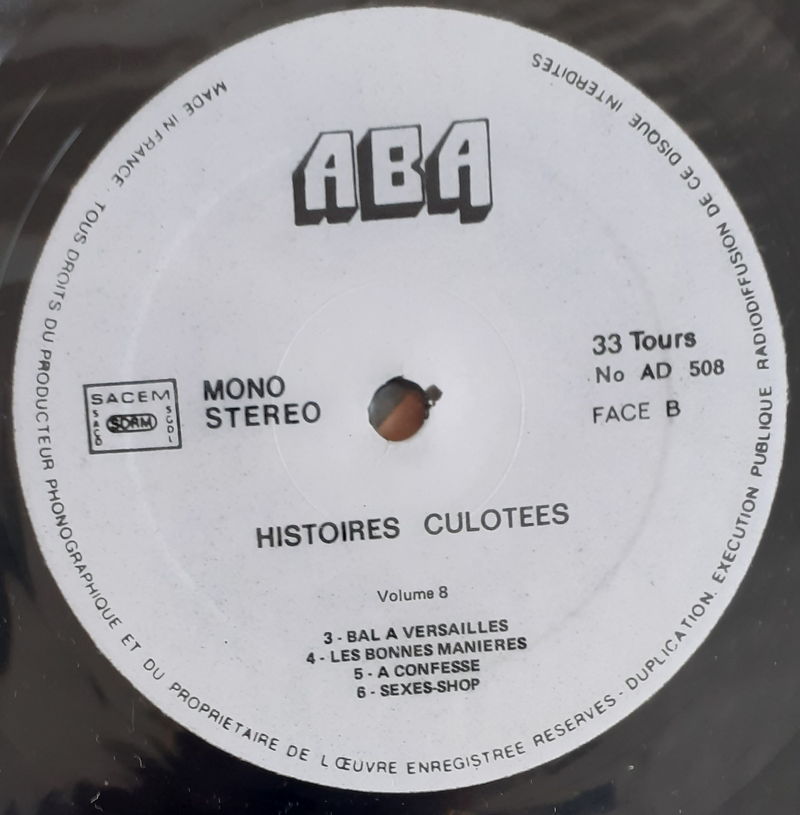 MADE IN FRANCE · TOUS DROITS DU PRODUCTEUR PHONOGRAPHIQUE ET DU PROPRIETAIRE DE L ŒUVRE ENREGISTREE RESERVES - DUPLICATION. EXECUTION PUBLIQUE RADIODIFFUSION DE CE DISQUE INTERDITES
ABA
33 Tours
No AD 508
FACE B
SACEM
SACD
SDRM
SGDL
MONO
STEREO
HISTOIRES CULOTEES
Volume 8
3 - BAL A VERSAILLES
4 - LES BONNES MANIERES
5 - A CONFESSE
6 - SEXES-SHOP